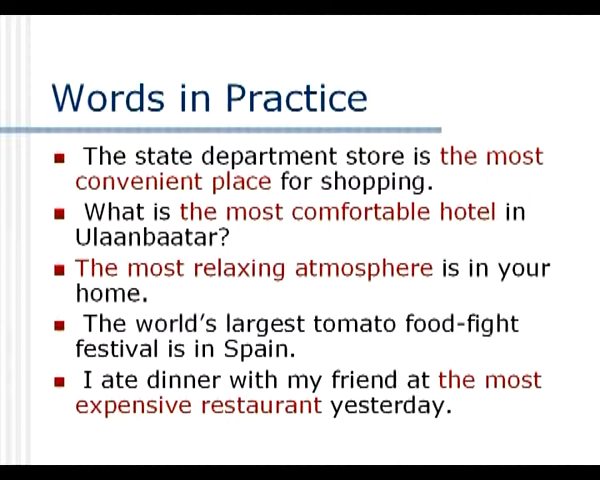 Words in Practice
The state department store is the most
convenient place for shopping.
What is the most comfortable hotel in
Ulaanbaatar?
The most relaxing atmosphere is in your
home.
The world’s largest tomato food-fight
festival is in Spain.
I ate dinner with my friend at the most
expensive restaurant yesterday.